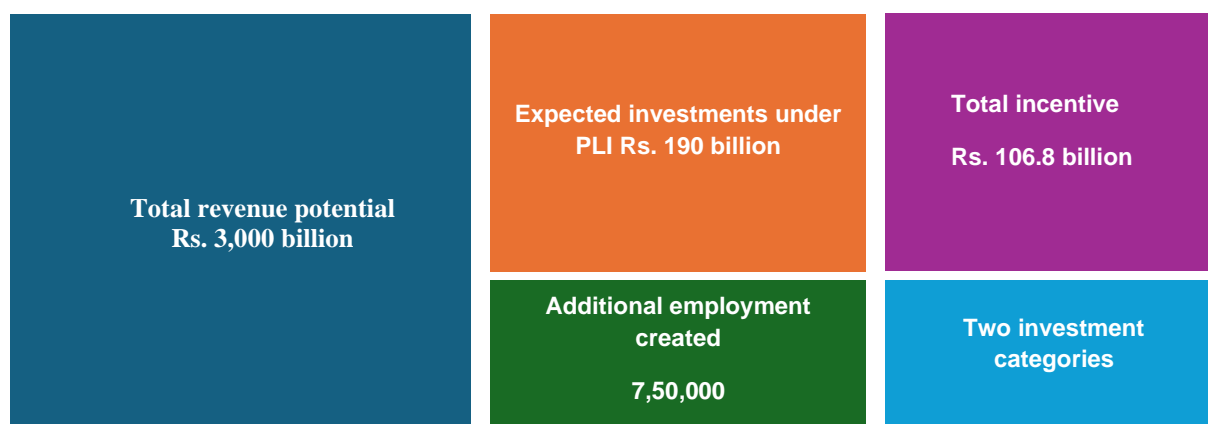 Total revenue potential
Rs. 3,000 billion
Expected investments under
PLI Rs. 190 billion
Total incentive
Rs. 106.8 billion
Additional employment
created
7,50,000
Two investment
categories